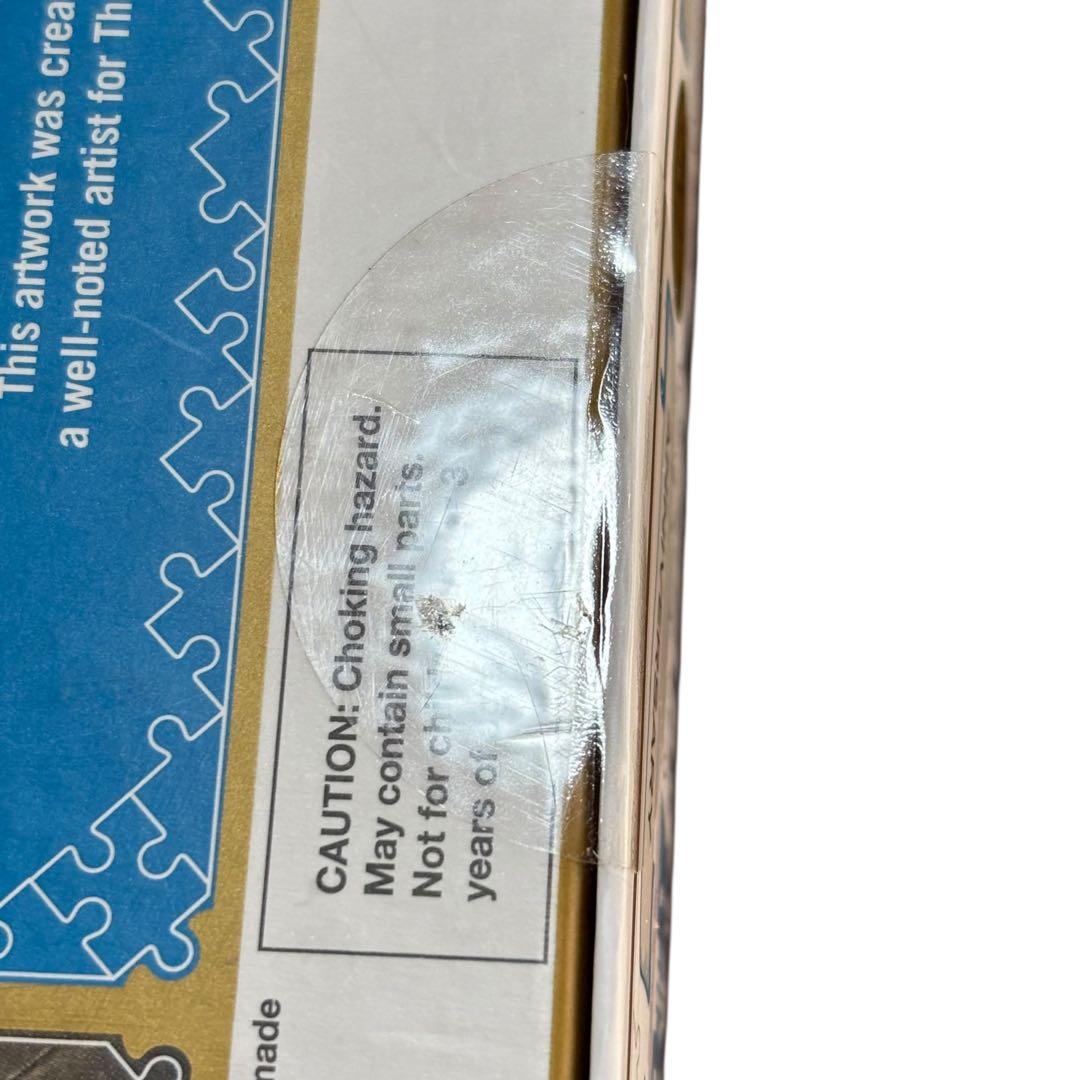 This artwork was crea
a well-noted artist for Th
CAUTION: Choking hazard.
May contain small parts.
Not for 3
years of
made